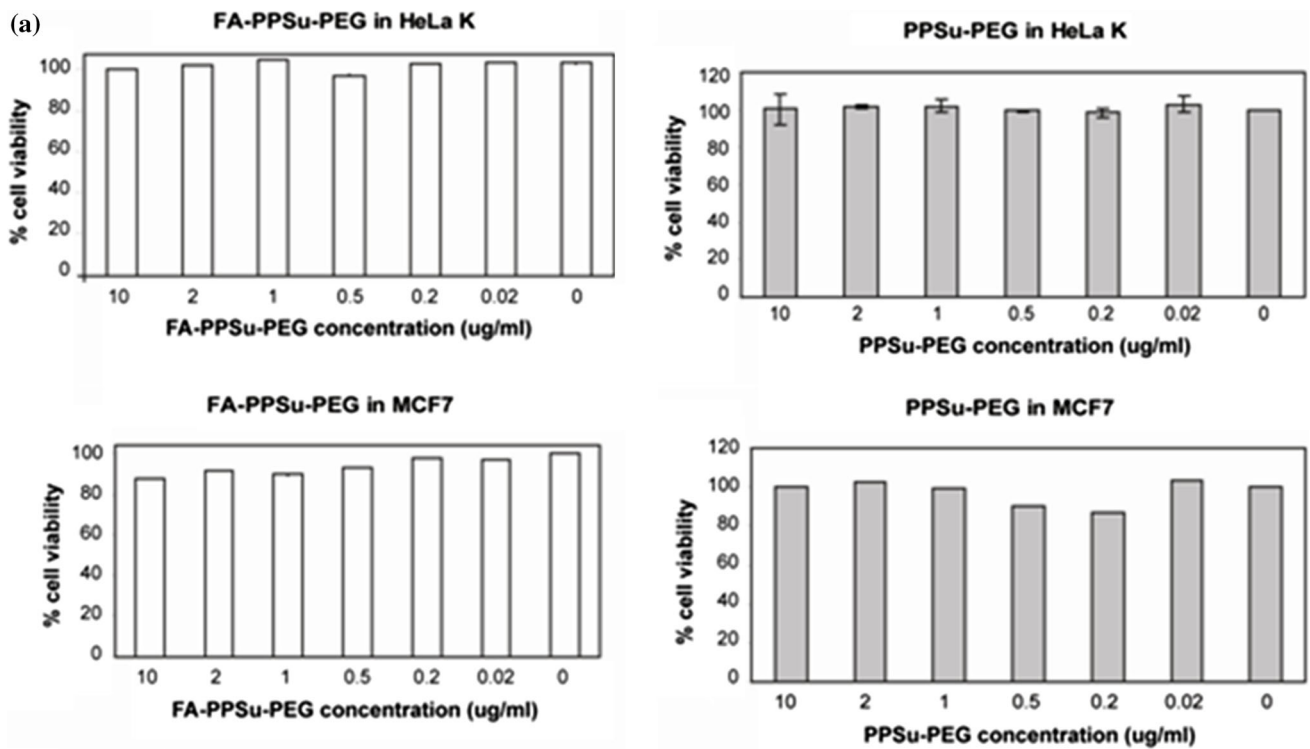 (a)
FA-PPSu-PEG in HeLa K
% cell viability
100
80
60
40
20
0
10 2 1 0.5 0.2 0.02 0
FA-PPSu-PEG concentration (ug/ml)
PPSu-PEG in HeLa K
% cell viability
120
100
80
60
40
20
0
10 2 1 0.5 0.2 0.02 0
PPSu-PEG concentration (ug/ml)
FA-PPSu-PEG in MCF7
% cell viability
100
80
60
40
20
0
10 2 1 0.5 0.2 0.02 0
FA-PPSu-PEG concentration (ug/ml)
PPSu-PEG in MCF7
% cell viability
120
100
80
60
40
20
0
10 2 1 0.5 0.2 0.02 0
PPSu-PEG concentration (ug/ml)